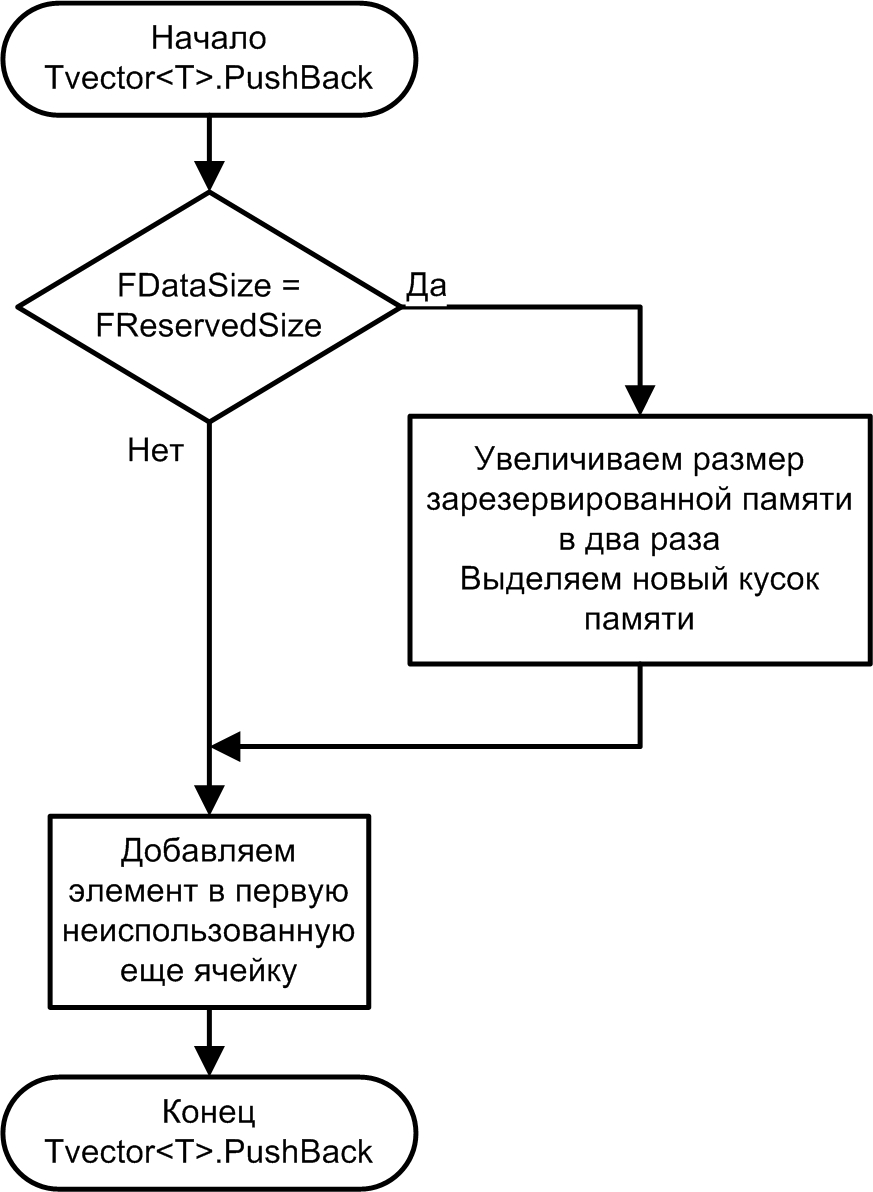 Начало
Tvector<T>.PushBack
FDataSize =
FReservedSize
Да
Нет
Увеличиваем размер
зарезервированной памяти
в два раза
Выделяем новый кусок
памяти
Добавляем
элемент в первую
неиспользованную
еще ячейку
Конец
Tvector<T>.PushBack